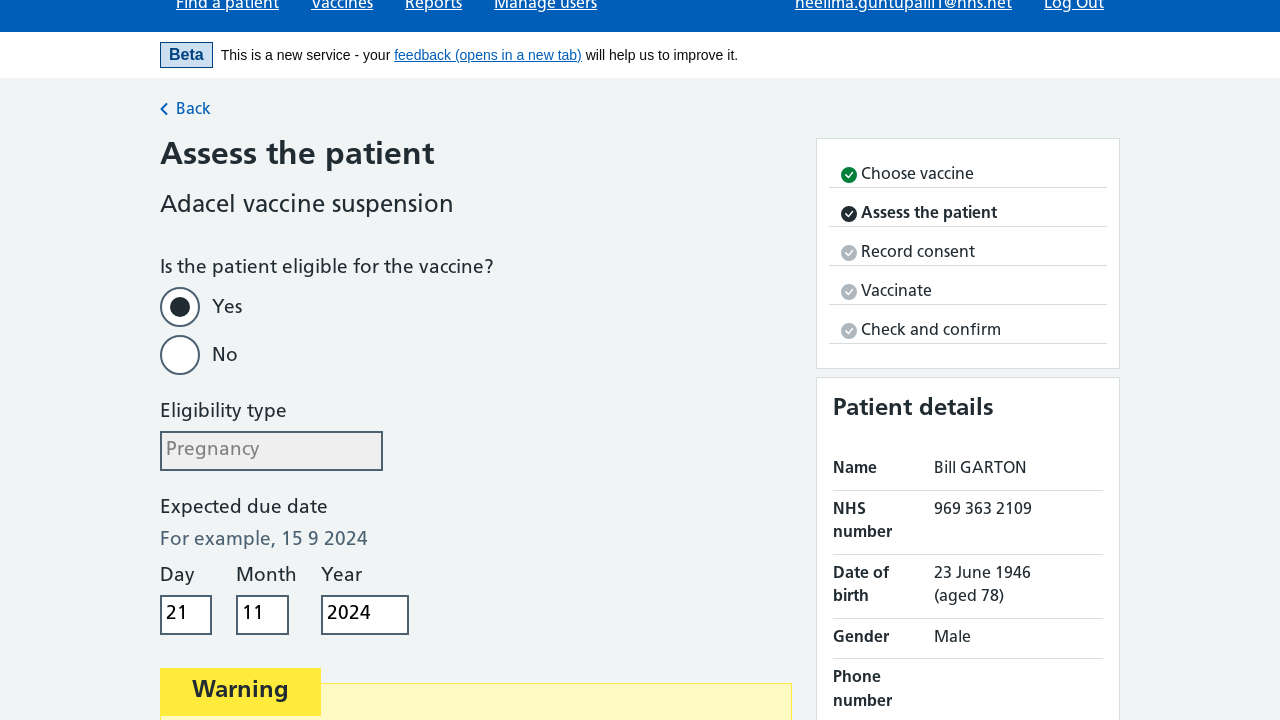 Find a patient Vaccines Reports Manage users neelima.guntupalli1@nhs.net Log Out
Beta This is a new service - your feedback (opens in a new tab) will help us to improve it.
Back
Assess the patient
Adacel vaccine suspension
Is the patient eligible for the vaccine?
Yes
No
Eligibility type
Pregnancy
Expected due date
For example, 15 9 2024
Day Month Year
21 11 2024
Warning
Choose vaccine
Assess the patient
Record consent
Vaccinate
Check and confirm
Patient details
Name Bill GARTON
NHS number 969 363 2109
Date of birth 23 June 1946 (aged 78)
Gender Male
Phone number